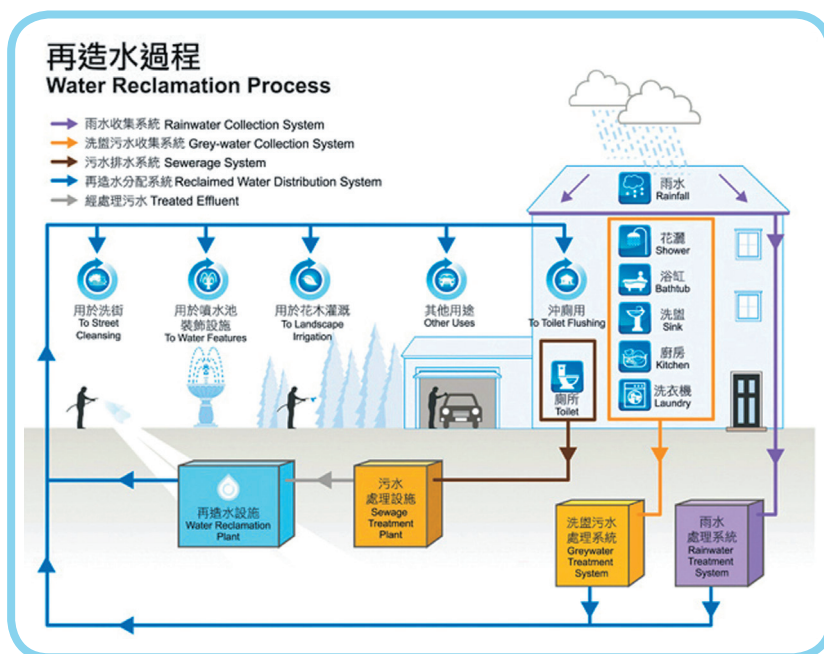 再造水過程
Water Reclamation Process
雨水收集系統 Rainwater Collection System
洗盥污水收集系統 Grey-water Collection System
污水排水系統 Sewerage System
再造水分配系統 Reclaimed Water Distribution System
經處理污水 Treated Effluent
雨水
Rainfall
花灑
Shower
浴缸
Bathtub
洗盥
Sink
廚房
Kitchen
洗衣機
Laundry
用於洗街
To Street
Cleansing
用於噴水池
裝飾設施
To Water Features
用於花木灌溉
To Landscape
Irrigation
其他用途
Other Uses
沖廁用
To Toilet Flushing
廁所
Toilet
再造水設施
Water Reclamation
Plant
污水
處理設施
Sewage
Treatment
Plant
洗盥污水
處理系統
Greywater
Treatment
System
雨水
處理系統
Rainwater
Treatment
System